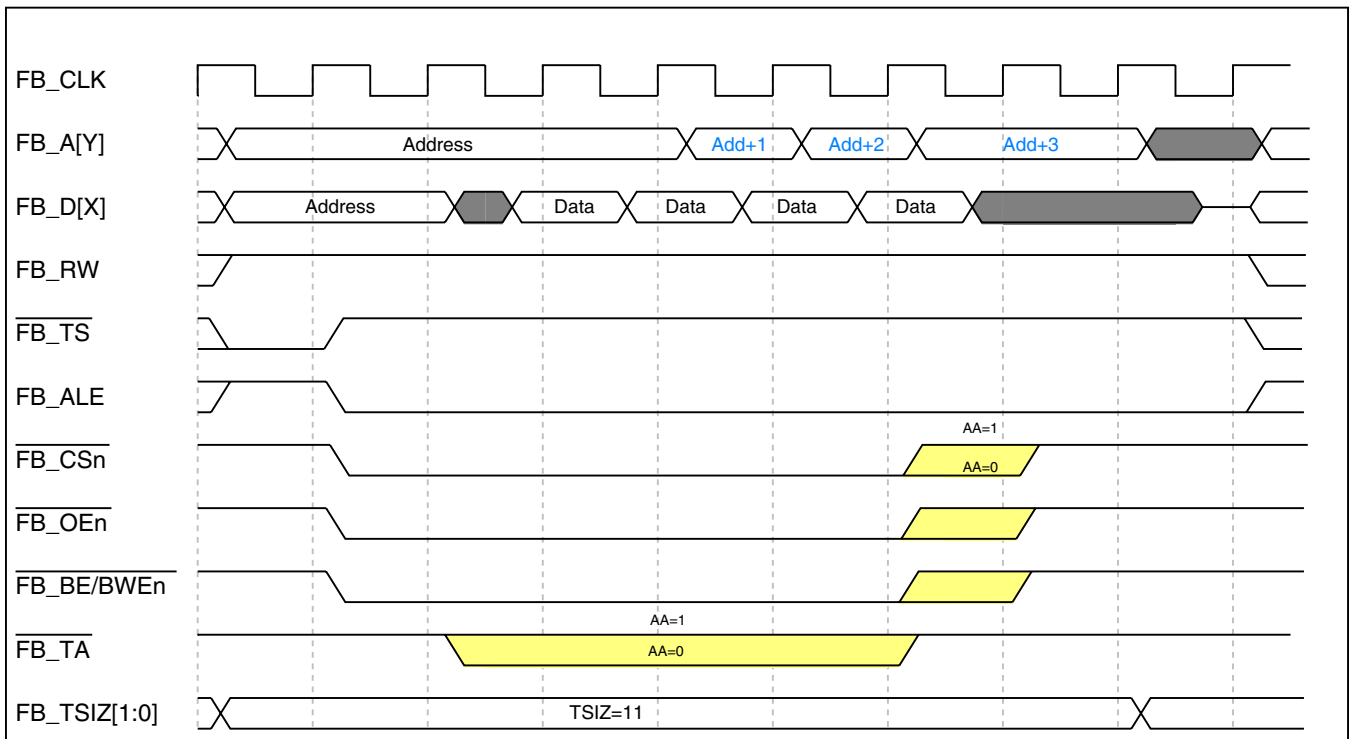 FB_CLK
FB_A[Y] Address Add+1 Add+2 Add+3
FB_D[X] Address Data Data Data Data
FB_RW
FB_TS
FB_ALE
AA=1
FB_CSn AA=0
FB_OEn
FB_BE/BWEn
AA=1
FB_TA AA=0
FB_TSIZ[1:0] TSIZ=11